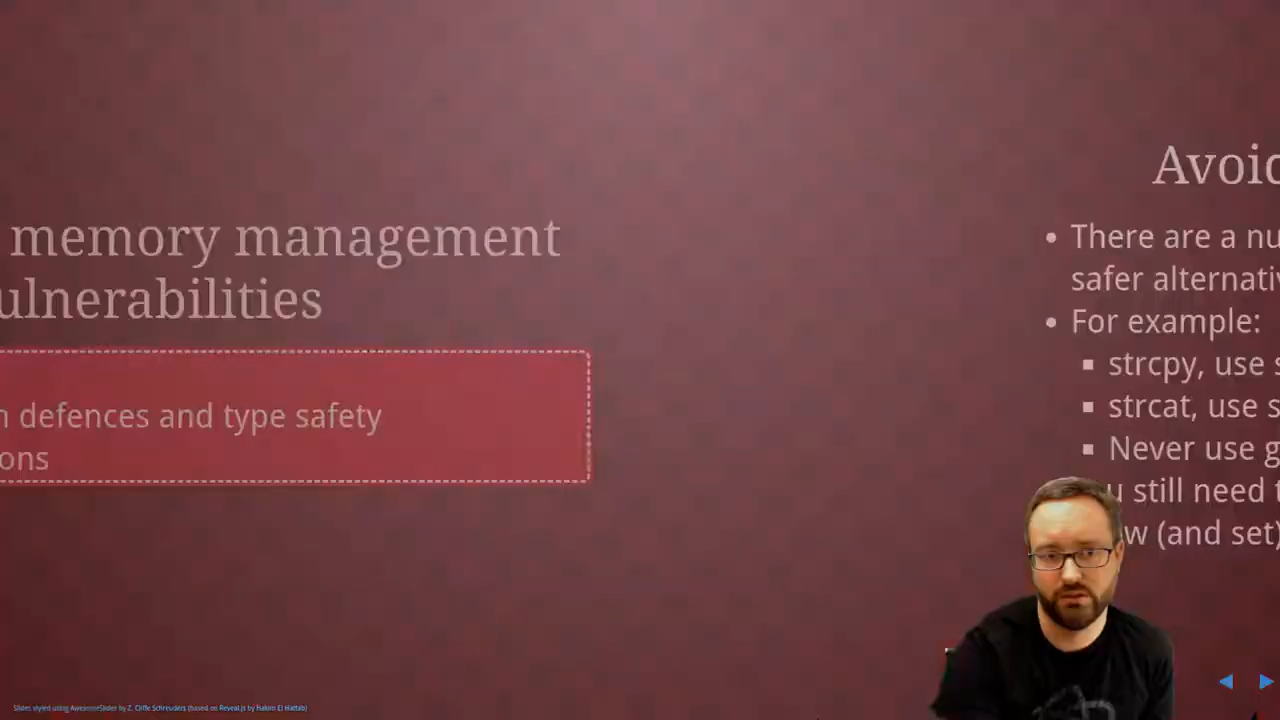 memory management
ulnerabilities
defences and type safety
ons
Avoid
There are a nu
safer alternativ
For example:
strcpy, use s
strcat, use s
Never use g
u still need t
w (and set)
Slides styled using AwesomeSlider by Z. Cliffe Schreuders (based on Reveal.js by Hakim El Hattab)